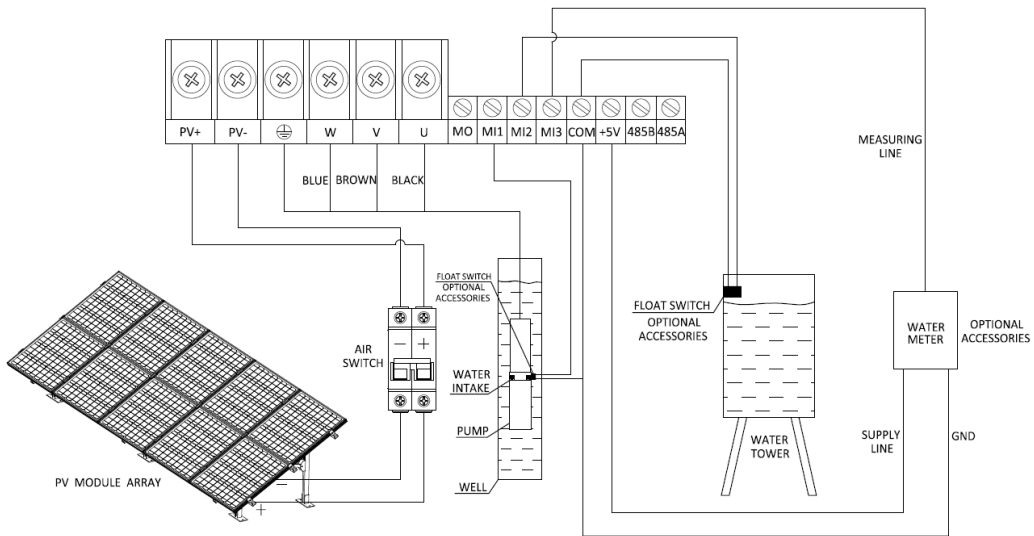 PV+ PV- W V U MO MI1 MI2 MI3 COM +5V 485B 485A
MEASURING
LINE
BLUE BROWN BLACK
FLOAT SWITCH
OPTIONAL
ACCESSORIES
FLOAT SWITCH
OPTIONAL
ACCESSORIES
WATER
METER
OPTIONAL
ACCESSORIES
AIR
SWITCH
− +
WATER
INTAKE
PUMP
WELL
WATER
TOWER
SUPPLY
LINE
GND
PV MODULE ARRAY
−
+